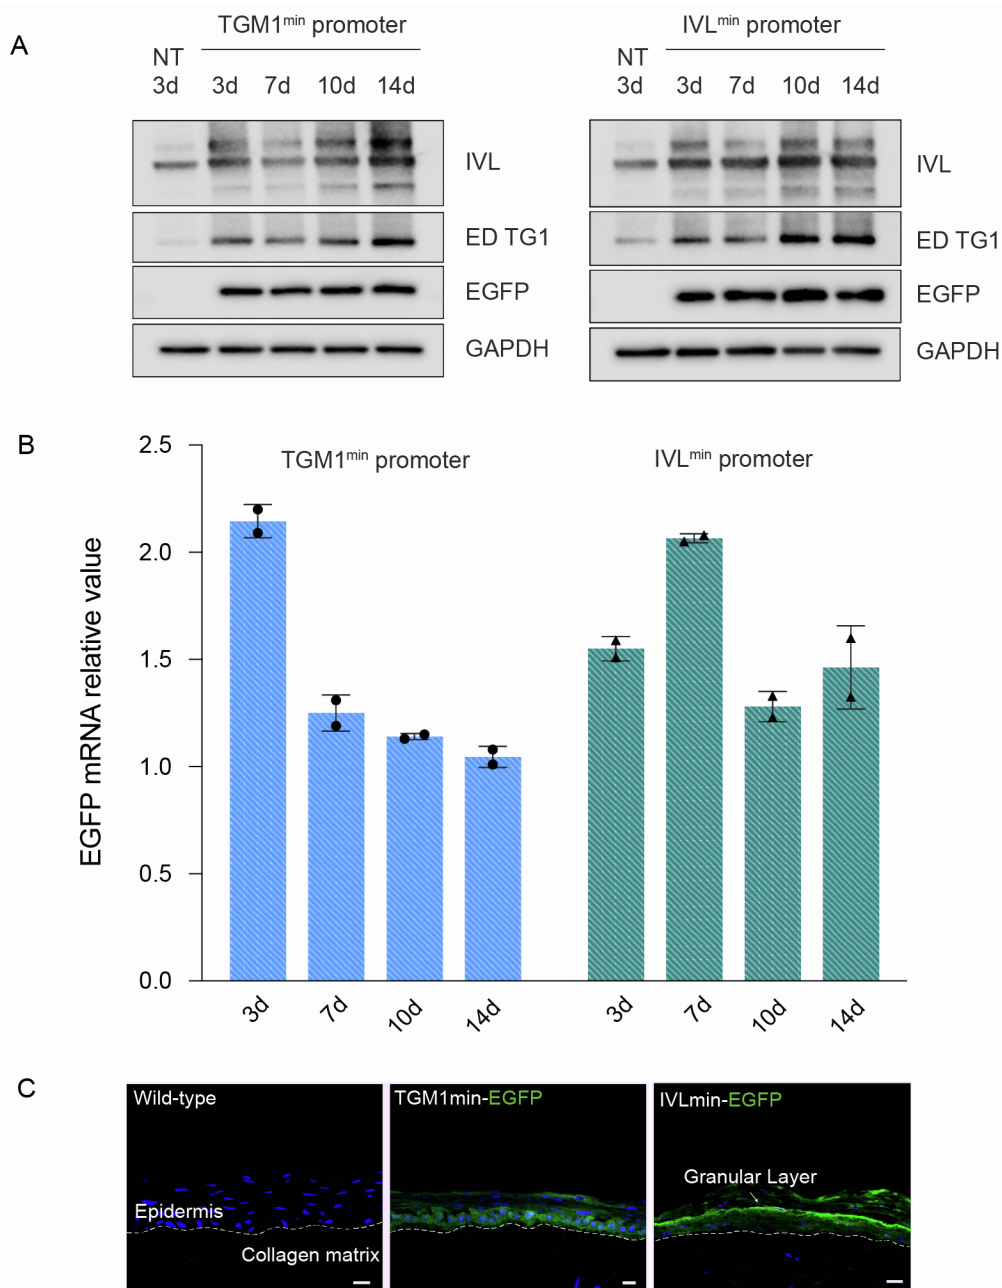 A
TGM1min promoter
NT
3d 3d 7d 10d 14d
IVL
ED TG1
EGFP
GAPDH
IVLmin promoter
NT
3d 3d 7d 10d 14d
IVL
ED TG1
EGFP
GAPDH
B
EGFP mRNA relative value
2.5
2.0
1.5
1.0
0.5
0.0
TGM1min promoter
IVLmin promoter
3d 7d 10d 14d 3d 7d 10d 14d
C
Wild-type
Epidermis
Collagen matrix
TGM1min-EGFP
IVLmin-EGFP
Granular Layer